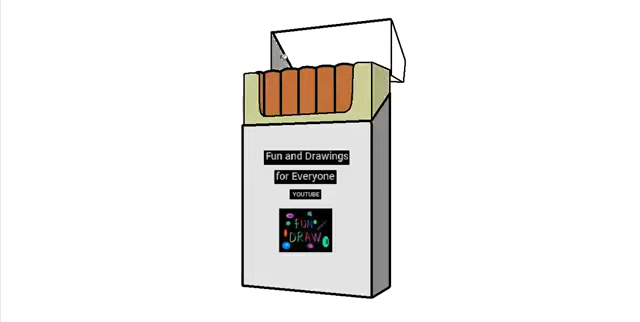 Fun and Drawings
for Everyone
YOUTUBE
FUN
DRAW